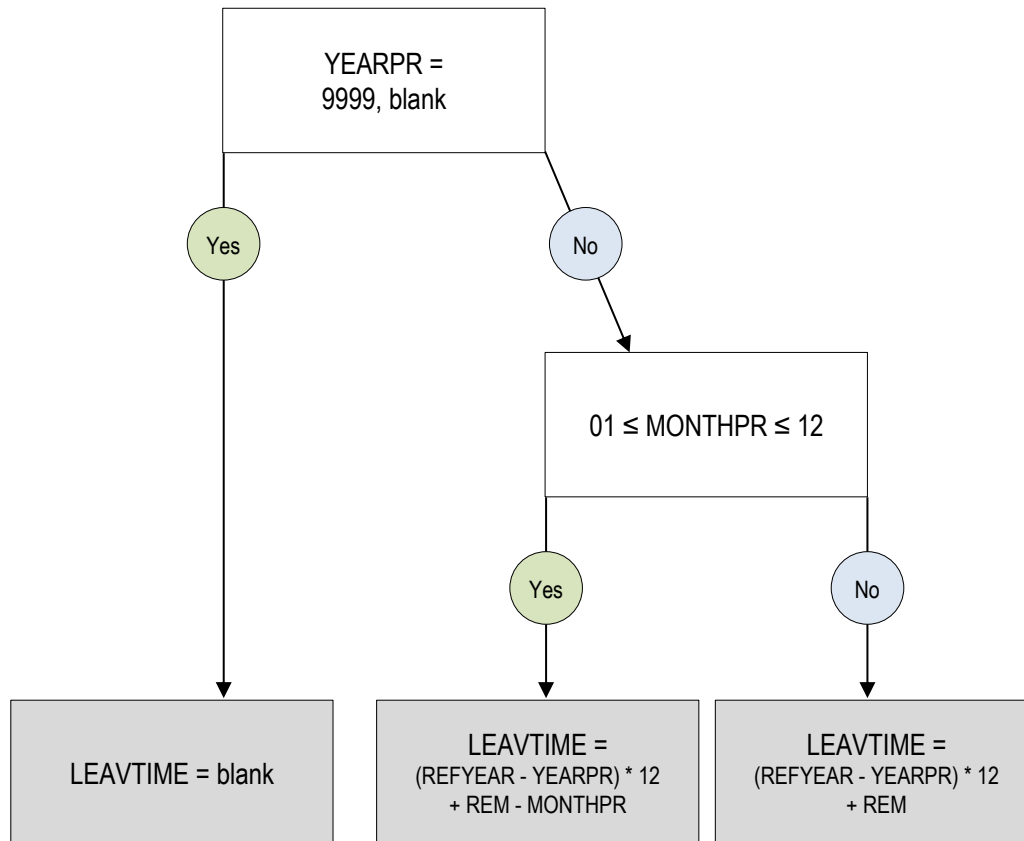 YEARPR =
9999, blank
Yes
No
01 ≤ MONTHPR ≤ 12
Yes
No
LEAVTIME = blank
LEAVTIME =
(REFYEAR - YEARPR) * 12
+ REM - MONTHPR
LEAVTIME =
(REFYEAR - YEARPR) * 12
+ REM